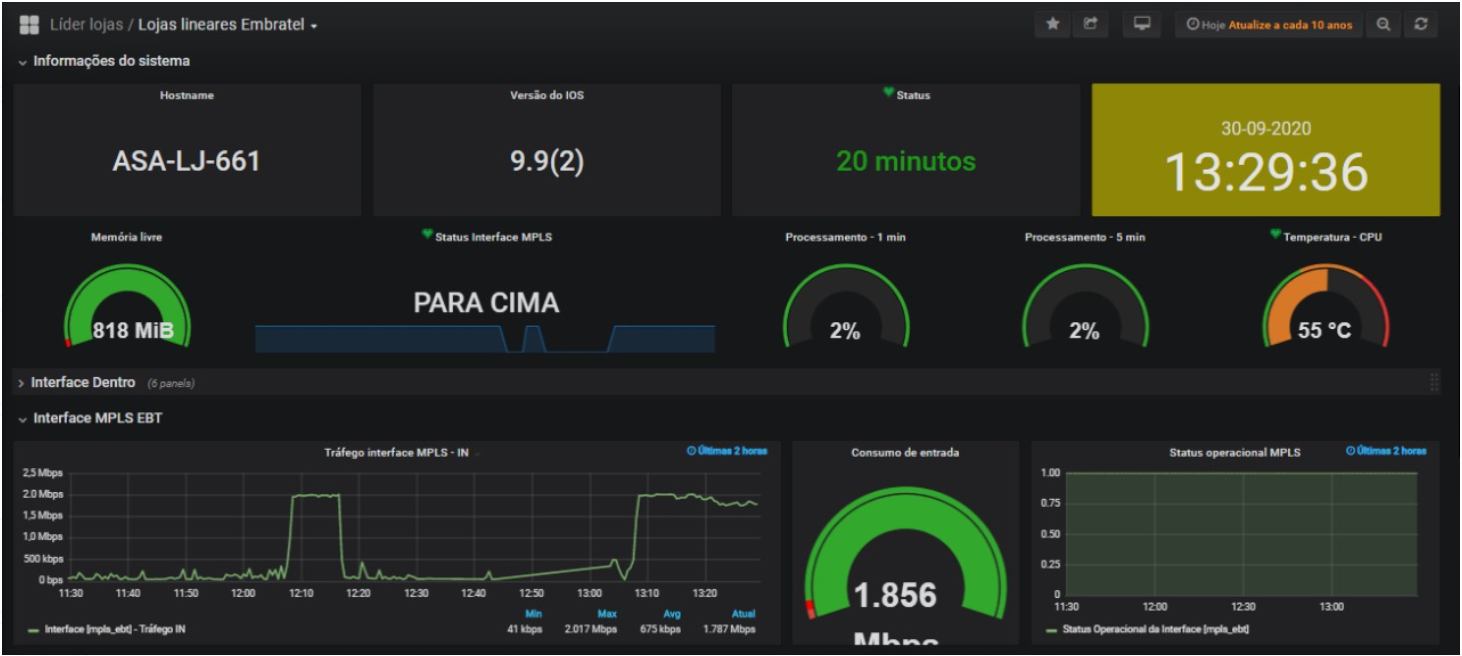 Líder lojas / Lojas lineares Embratel
Hoje Atualize a cada 10 anos
Informações do sistema
Hostname
ASA-LJ-661
Versão do IOS
9.9(2)
Status
20 minutos
30-09-2020
13:29:36
Memória livre
818 MiB
Status Interface MPLS
PARA CIMA
Processamento - 1 min
2%
Processamento - 5 min
2%
Temperatura - CPU
55 °C
Interface Dentro (6 panels)
Interface MPLS EBT
Tráfego interface MPLS - IN
Últimas 2 horas
2,5 Mbps
2.0 Mbps
1,5 Mbps
1,0 Mbps
500 kbps
0 bps
11:30 11:40 11:50 12:00 12:10 12:20 12:30 12:40 12:50 13:00 13:10 13:20
Min Max Avg Atual
Interface [mpls_ebt] - Tráfego IN 41 kbps 2.017 Mbps 675 kbps 1.787 Mbps
Consumo de entrada
1.856
Mbps
Status operacional MPLS
Últimas 2 horas
1.00
0.75
0.50
0.25
0
11:30 12:00 12:30 13:00
Status Operacional da Interface [mpls_ebt]